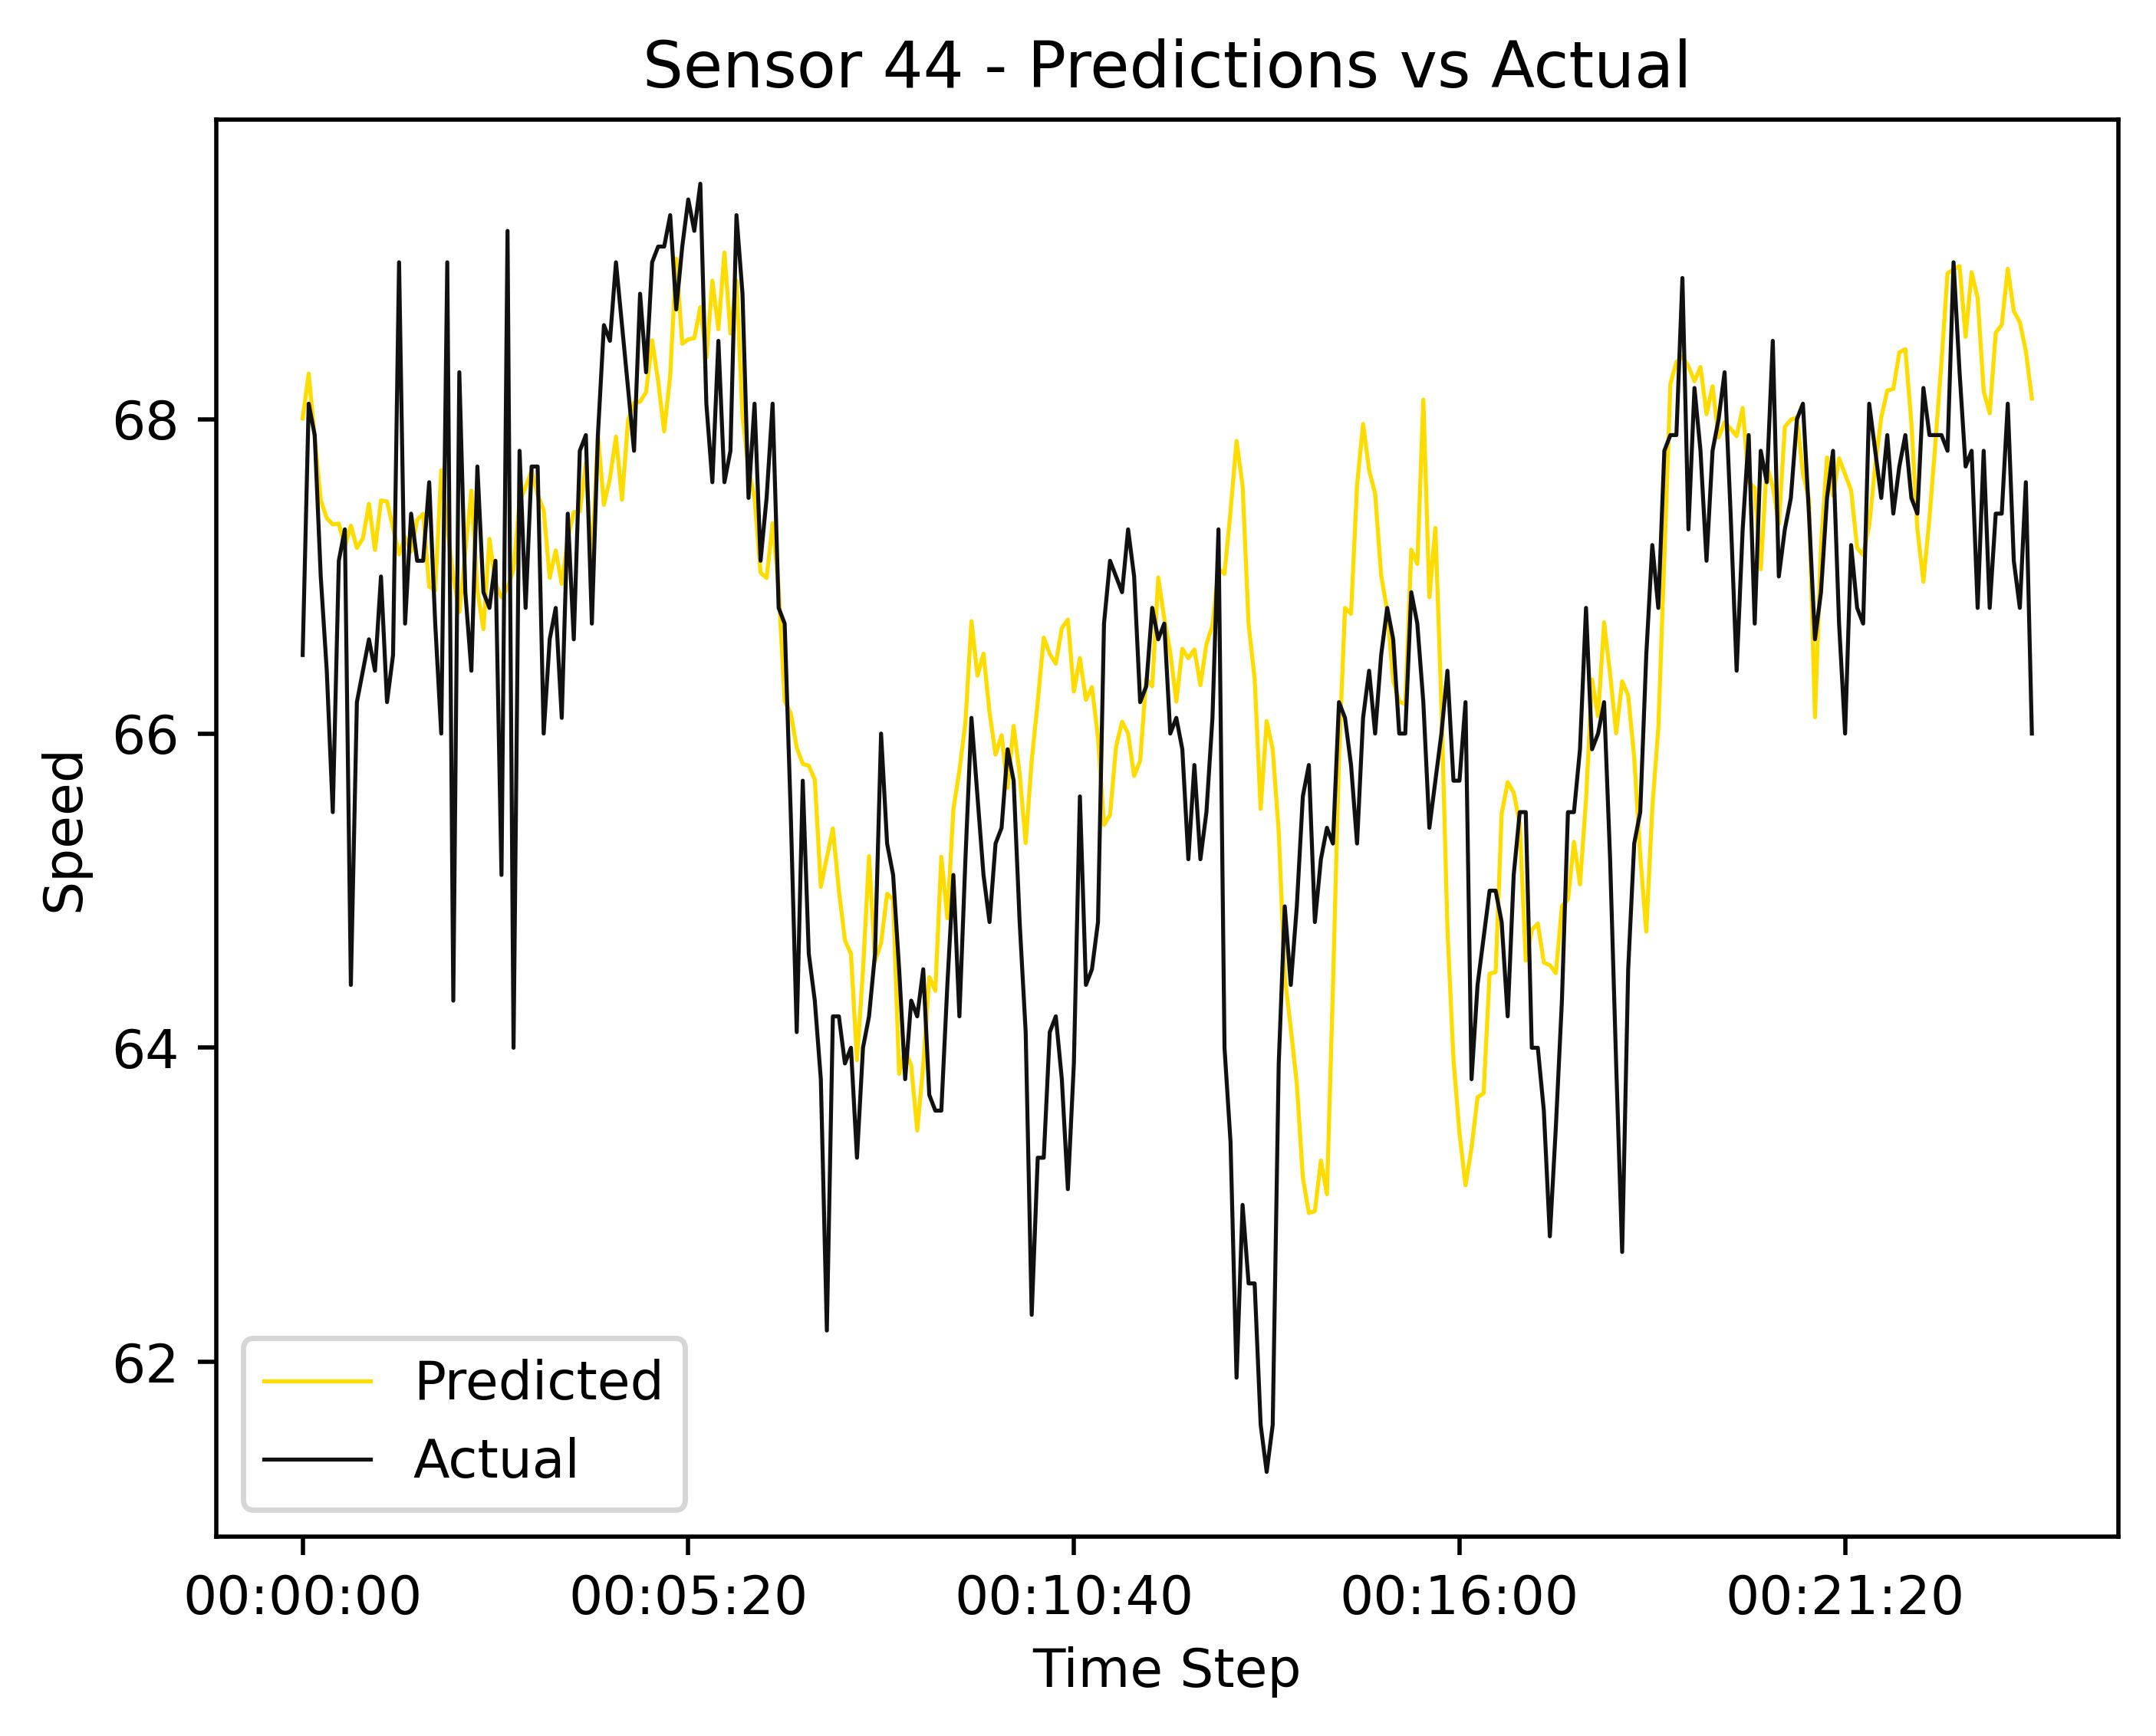 Sensor 44 - Predictions vs Actual
68
66
64
62
Speed
Predicted
Actual
00:00:00 00:05:20 00:10:40 00:16:00 00:21:20
Time Step